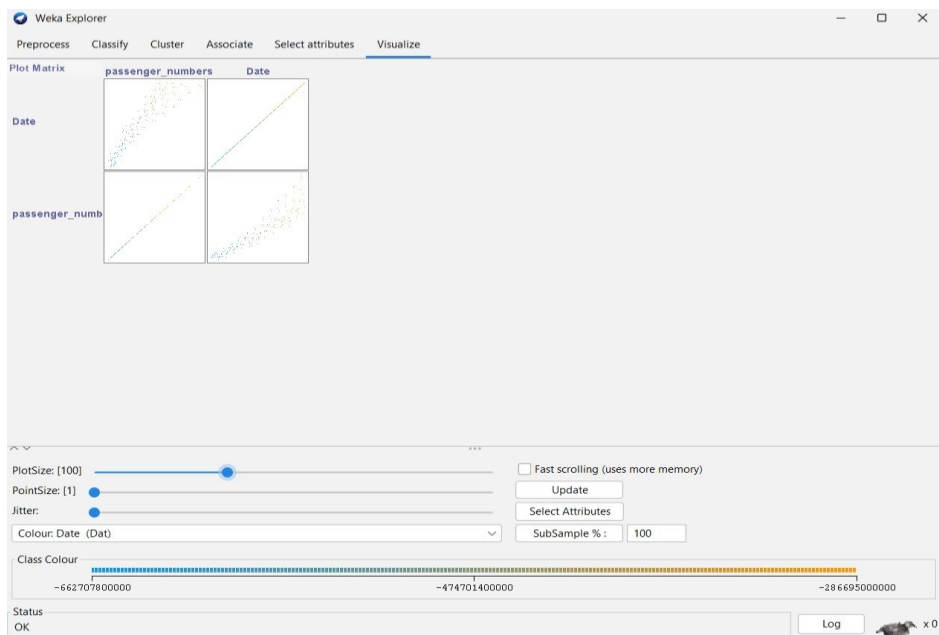 Weka Explorer
Preprocess Classify Cluster Associate Select attributes Visualize
Plot Matrix passenger_numbers Date
Date
passenger_numb
PlotSize: [100]
Fast scrolling (uses more memory)
PointSize: [1]
Update
Jitter:
Select Attributes
Colour: Date (Dat)
SubSample % : 100
Class Colour
-662707800000 -474701400000 -286695000000
Status
OK
Log x 0